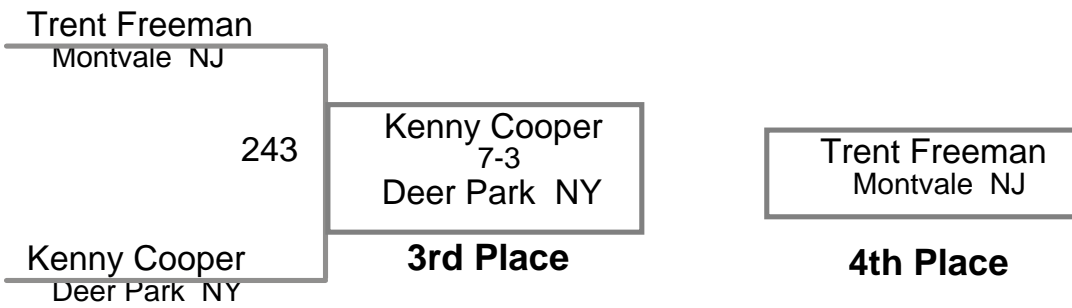 Trent Freeman
Montvale NJ
243
Kenny Cooper
Deer Park NY
Kenny Cooper
7-3
Deer Park NY
3rd Place
Trent Freeman
Montvale NJ
4th Place